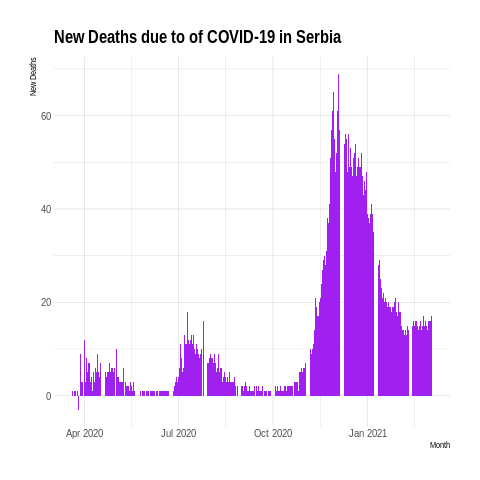 New Deaths due to of COVID-19 in Serbia
New Deaths
60
40
20
0
Apr 2020 Jul 2020 Oct 2020 Jan 2021
Month